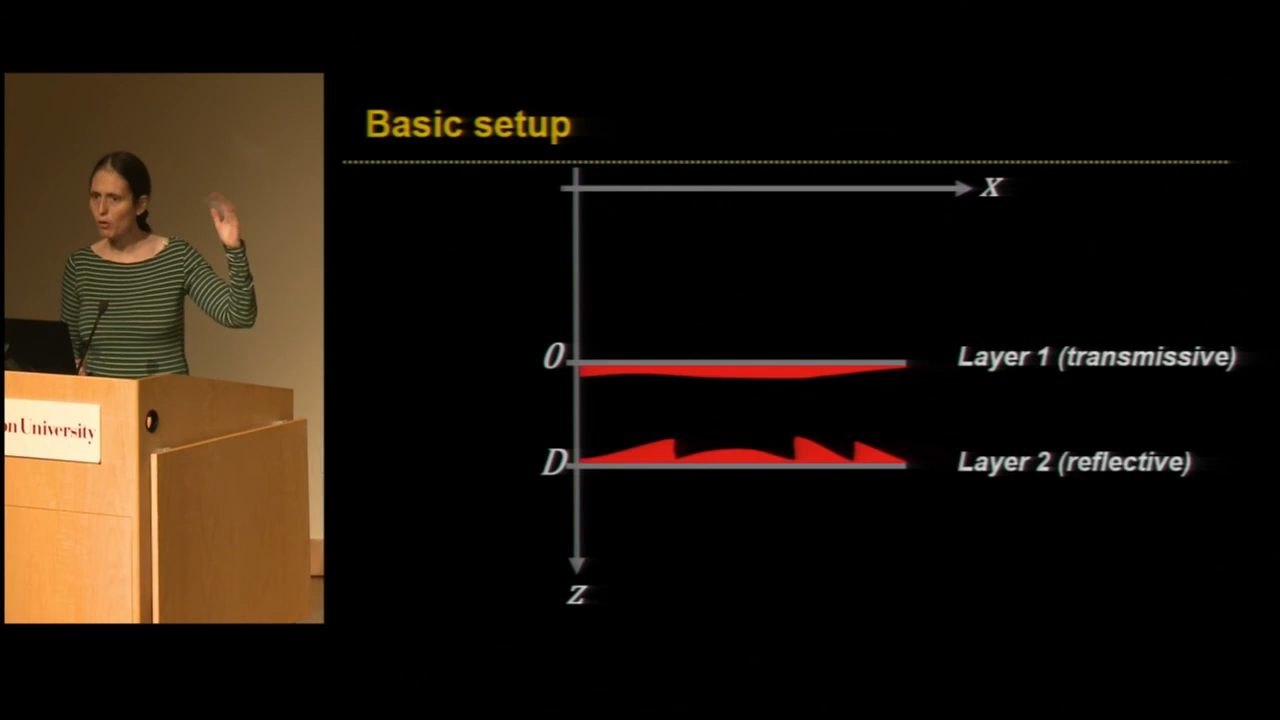 Basic setup
x
0
Layer 1 (transmissive)
D
Layer 2 (reflective)
z
on University